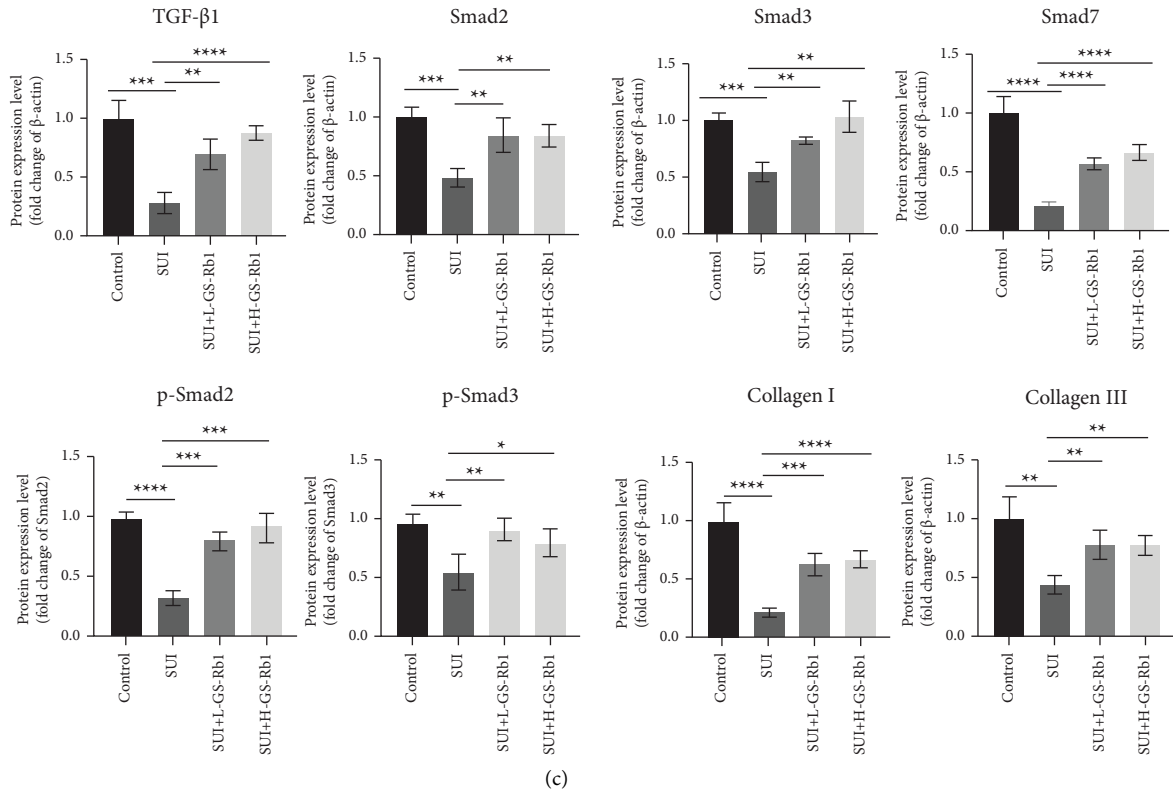 TGF-β1
Protein expression level
(fold change of β-actin)
1.5
1.0
0.5
0.0
****
***
**
Control
SUI
SUI+L-GS-Rb1
SUI+H-GS-Rb1
Smad2
Protein expression level
(fold change of β-actin)
1.5
1.0
0.5
0.0
**
***
**
Control
SUI
SUI+L-GS-Rb1
SUI+H-GS-Rb1
Smad3
Protein expression level
(fold change of β-actin)
1.5
1.0
0.5
0.0
**
***
**
Control
SUI
SUI+L-GS-Rb1
SUI+H-GS-Rb1
Smad7
Protein expression level
(fold change of β-actin)
1.5
1.0
0.5
0.0
****
****
****
Control
SUI
SUI+L-GS-Rb1
SUI+H-GS-Rb1
p-Smad2
Protein expression level
(fold change of Smad2)
1.5
1.0
0.5
0.0
***
***
****
Control
SUI
SUI+L-GS-Rb1
SUI+H-GS-Rb1
p-Smad3
Protein expression level
(fold change of Smad3)
1.5
1.0
0.5
0.0
*
**
**
Control
SUI
SUI+L-GS-Rb1
SUI+H-GS-Rb1
Collagen I
Protein expression level
(fold change of β-actin)
1.5
1.0
0.5
0.0
****
***
****
Control
SUI
SUI+L-GS-Rb1
SUI+H-GS-Rb1
Collagen III
Protein expression level
(fold change of β-actin)
1.5
1.0
0.5
0.0
**
**
**
Control
SUI
SUI+L-GS-Rb1
SUI+H-GS-Rb1
(c)